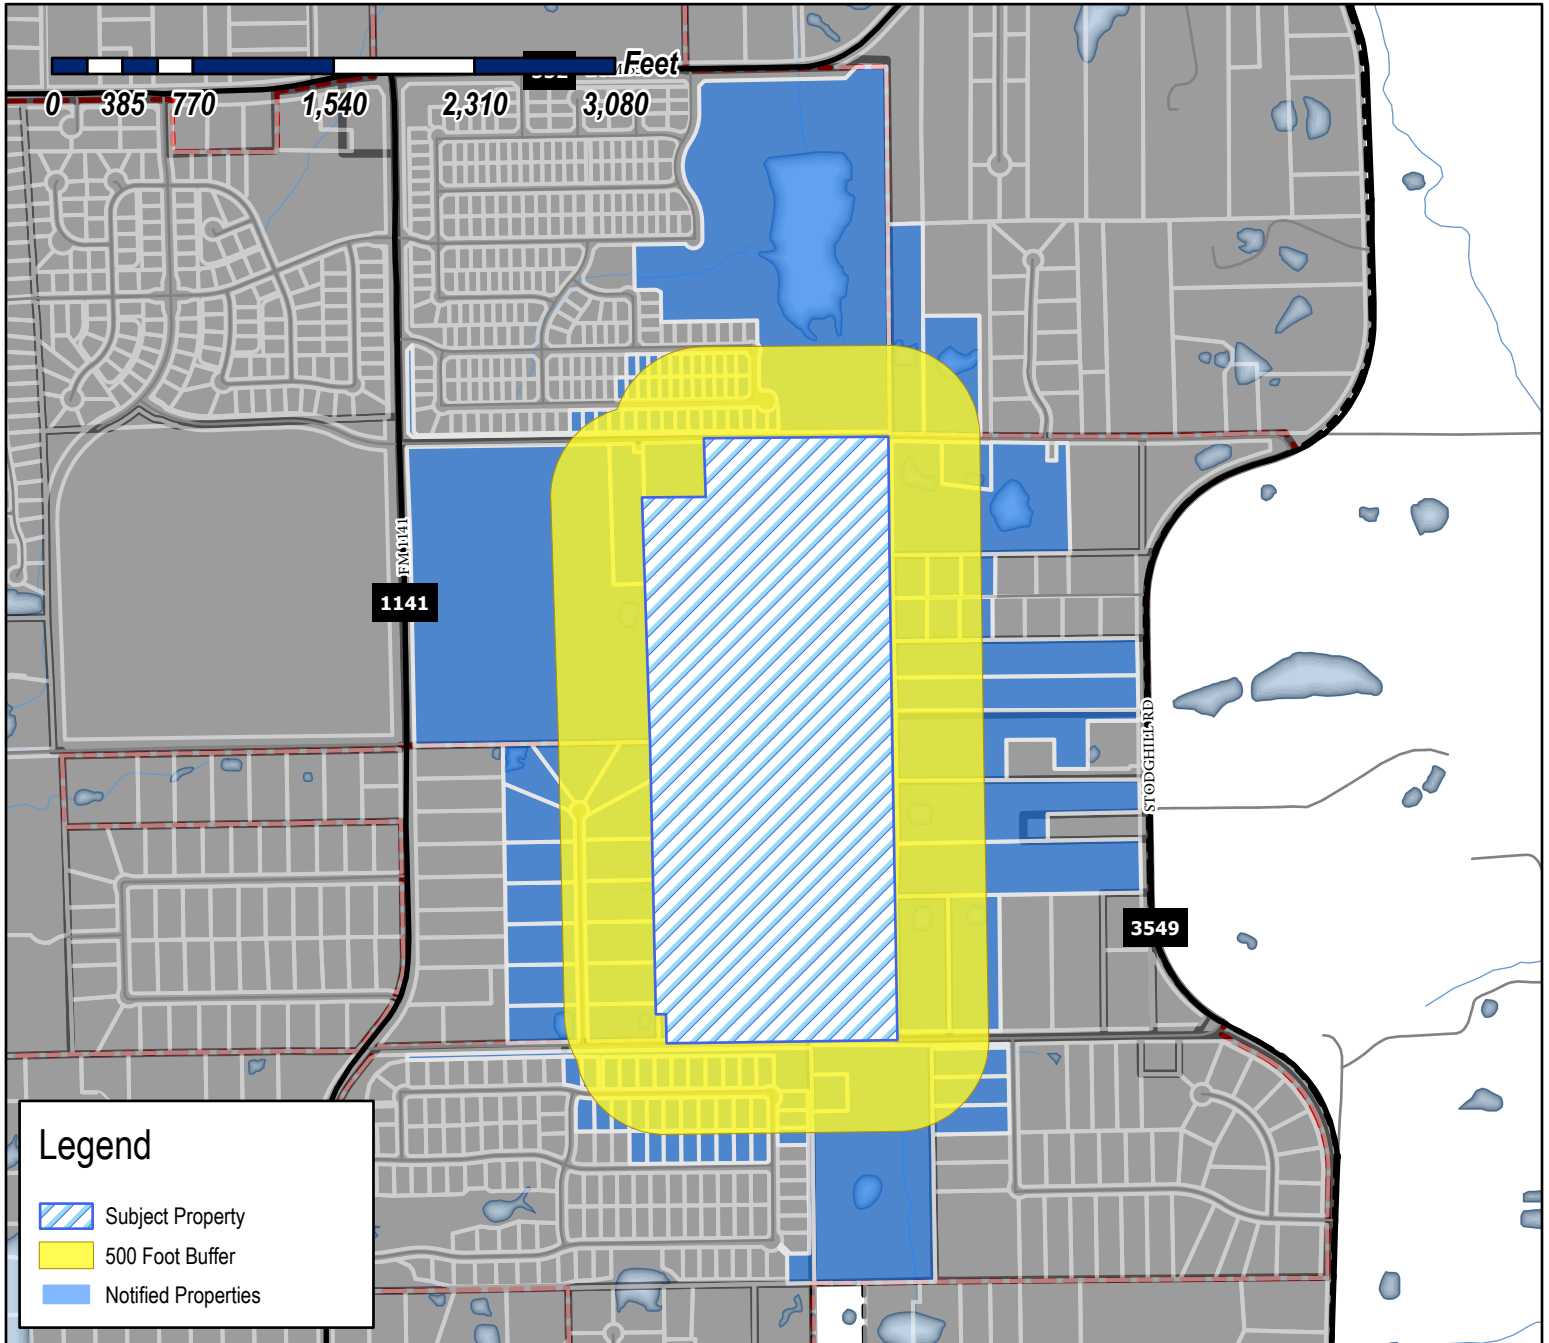 Feet
0 385 770 1,540 2,310 3,080
FM 1141
1141
STODGHILL RD
3549
Legend
Subject Property
500 Foot Buffer
Notified Properties